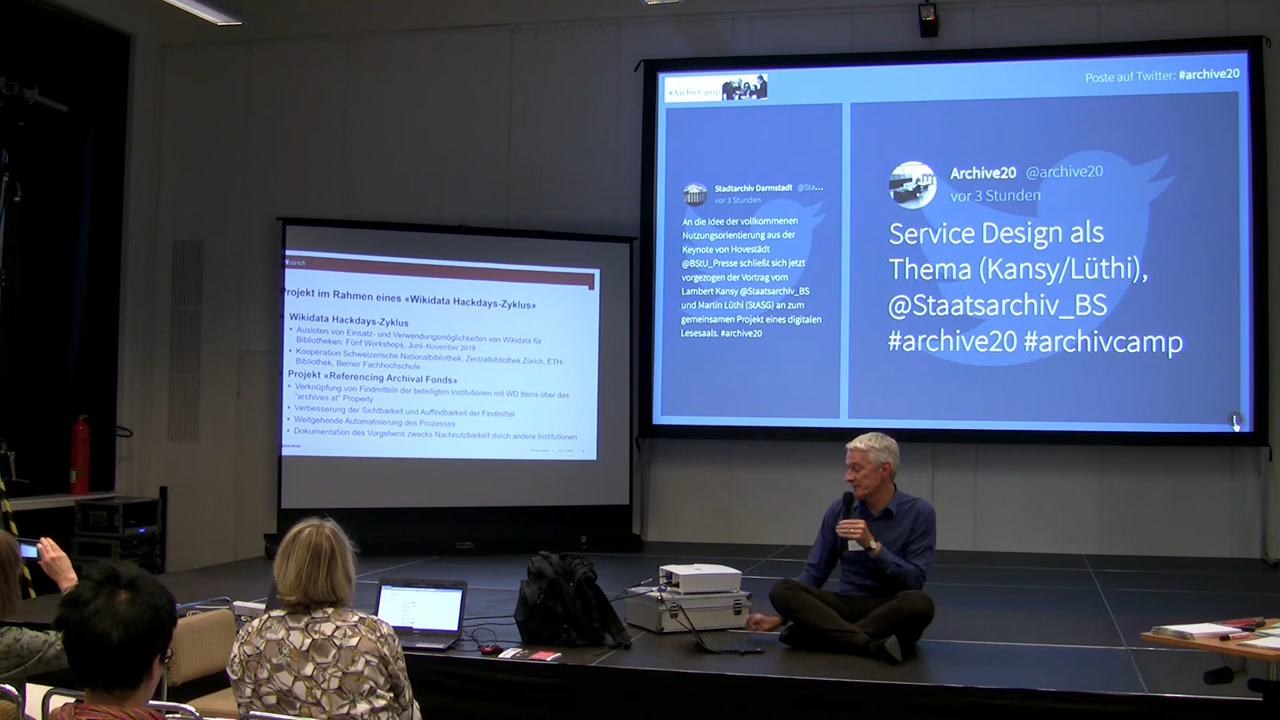 zürich
Projekt im Rahmen eines «Wikidata Hackdays-Zyklus»
Wikidata Hackdays-Zyklus
Ausloten von Einsatz- und Verwendungsmöglichkeiten von Wikidata für
Bibliotheken: Fünf Workshops, Juni-November 2019
Kooperation Schweizerische Nationalbibliothek, Zentralbibliothek Zürich, ETH-
Bibliothek, Berner Fachhochschule
Projekt «Referencing Archival Fonds»
Verknüpfung von Findmitteln der beteiligten Institutionen mit WD Items über das
"archives at" Property
Verbesserung der Sichtbarkeit und Auffindbarkeit der Findmittel
Weitgehende Automatisierung des Prozesses
Dokumentation des Vorgehens zwecks Nachnutzbarkeit durch andere Institutionen
#ArchivCamp
Poste auf Twitter: #archive20
Stadtarchiv Darmstadt @Sta...
vor 3 Stunden
An die Idee der vollkommenen
Nutzungsorientierung aus der
Keynote von Hovestädt
@BStU_Presse schließt sich jetzt
vorgezogen der Vortrag vom
Lambert Kansy @Staatsarchiv_BS
und Martin Lüthi (StASG) an zum
gemeinsamen Projekt eines digitalen
Lesesaals. #archive20
Archive20 @archive20
vor 3 Stunden
Service Design als
Thema (Kansy/Lüthi),
@Staatsarchiv_BS
#archive20 #archivcamp